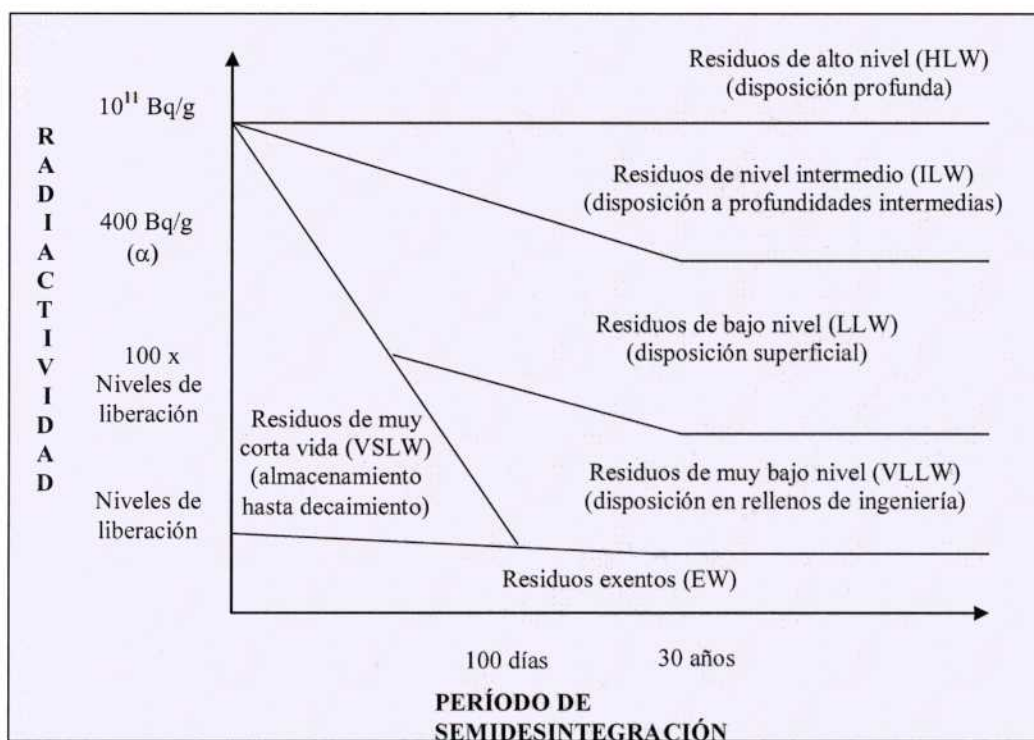 Residuos de alto nivel (HLW)
(disposición profunda)
10¹¹ Bq/g
RADIACTIVIDAD
Residuos de nivel intermedio (ILW)
(disposición a profundidades intermedias)
400 Bq/g
(α)
Residuos de bajo nivel (LLW)
(disposición superficial)
100 x
Niveles de
liberación
Residuos de muy
corta vida (VSLW)
(almacenamiento
hasta decaimiento)
Residuos de muy bajo nivel (VLLW)
(disposición en rellenos de ingeniería)
Niveles de
liberación
Residuos exentos (EW)
100 días
30 años
PERÍODO DE
SEMIDESINTEGRACIÓN